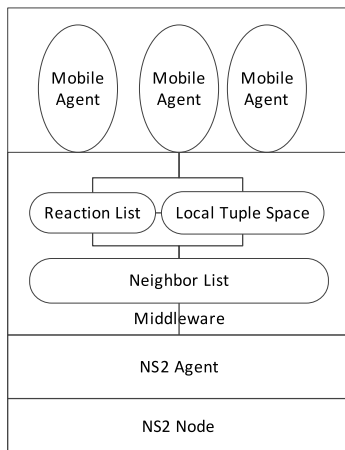 Mobile Agent
Mobile Agent
Mobile Agent
Reaction List
Local Tuple Space
Neighbor List
Middleware
NS2 Agent
NS2 Node